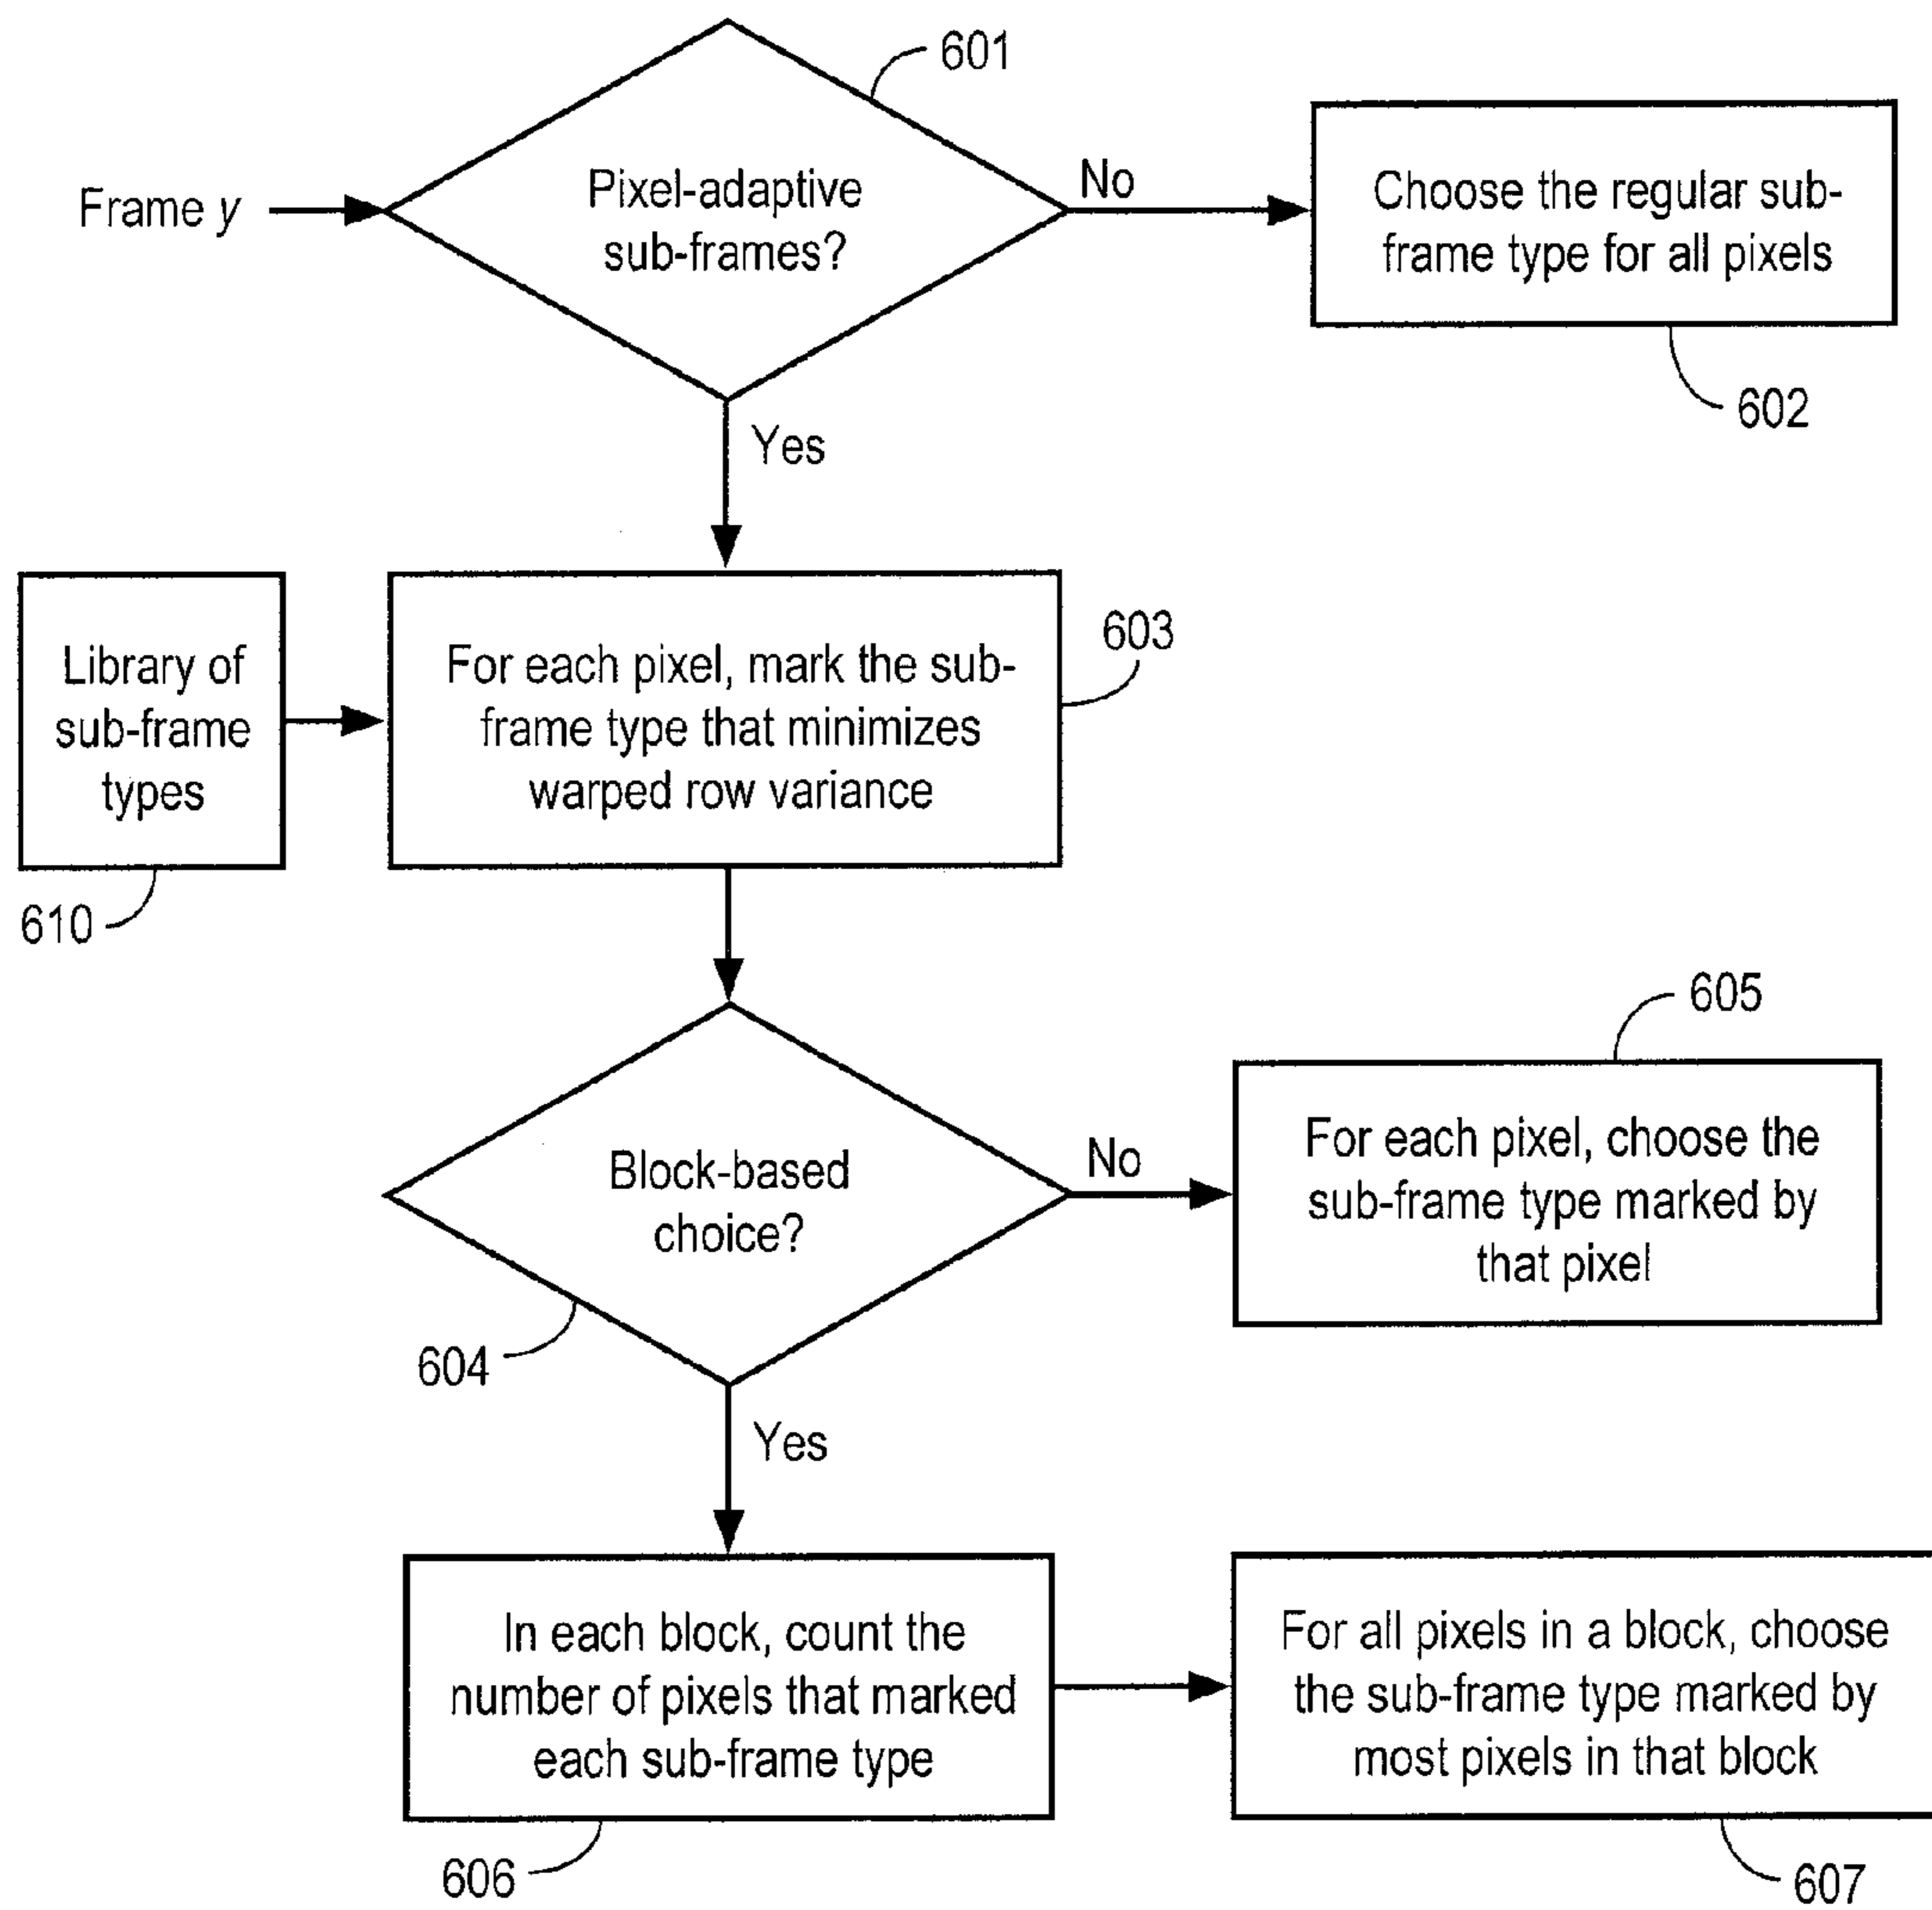 601
Pixel-adaptive
sub-frames?
Frame y
No
Choose the regular sub-
frame type for all pixels
602
Yes
Library of
sub-frame
types
610
For each pixel, mark the sub-
frame type that minimizes
warped row variance
603
Block-based
choice?
604
No
605
For each pixel, choose the
sub-frame type marked by
that pixel
Yes
In each block, count the
number of pixels that marked
each sub-frame type
606
For all pixels in a block, choose
the sub-frame type marked by
most pixels in that block
607